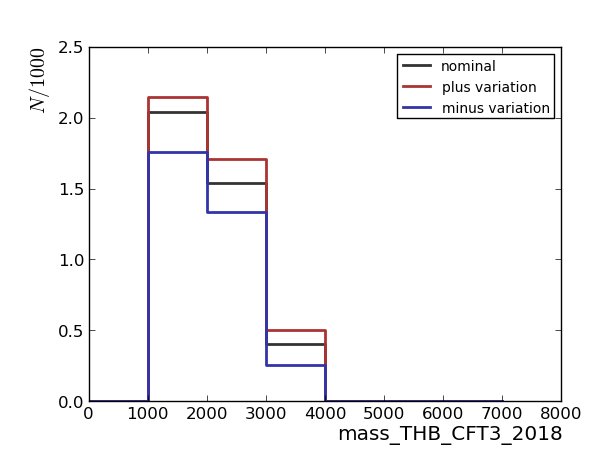 N/1000
2.5
2.0
1.5
1.0
0.5
0.0
nominal
plus variation
minus variation
0 1000 2000 3000 4000 5000 6000 7000 8000
mass_THB_CFT3_2018